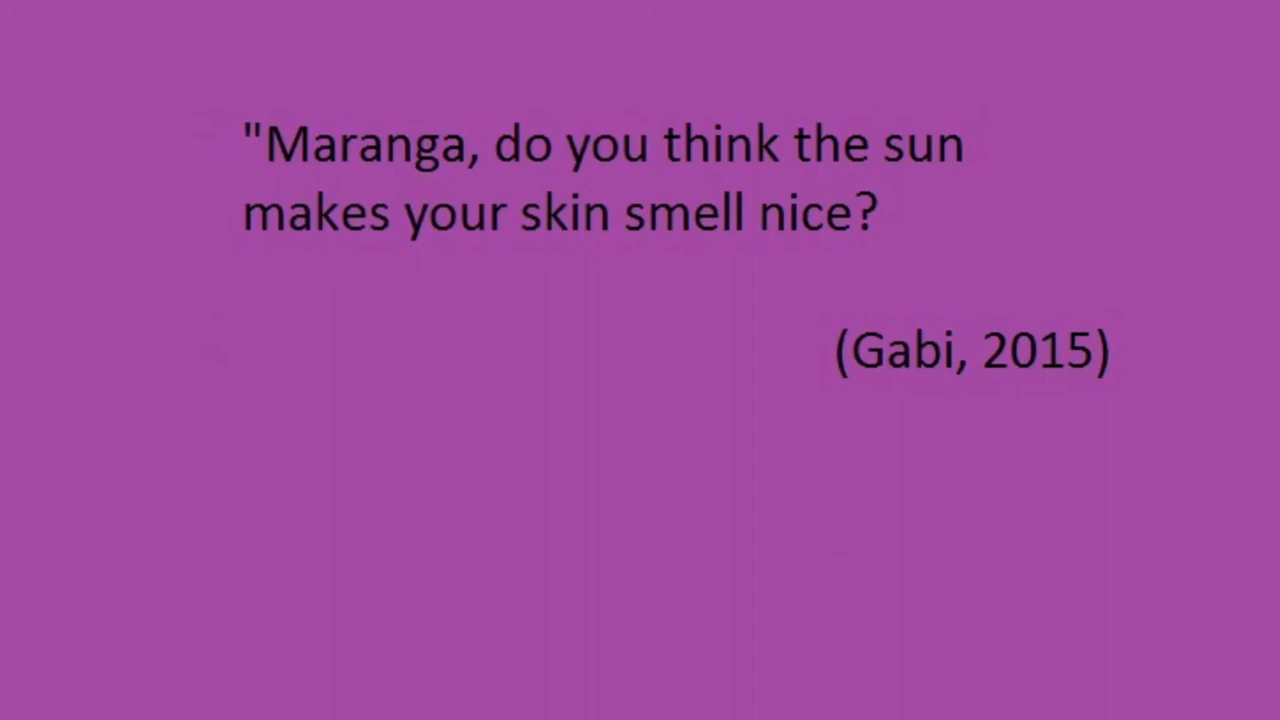 "Maranga, do you think the sun
makes your skin smell nice?
(Gabi, 2015)